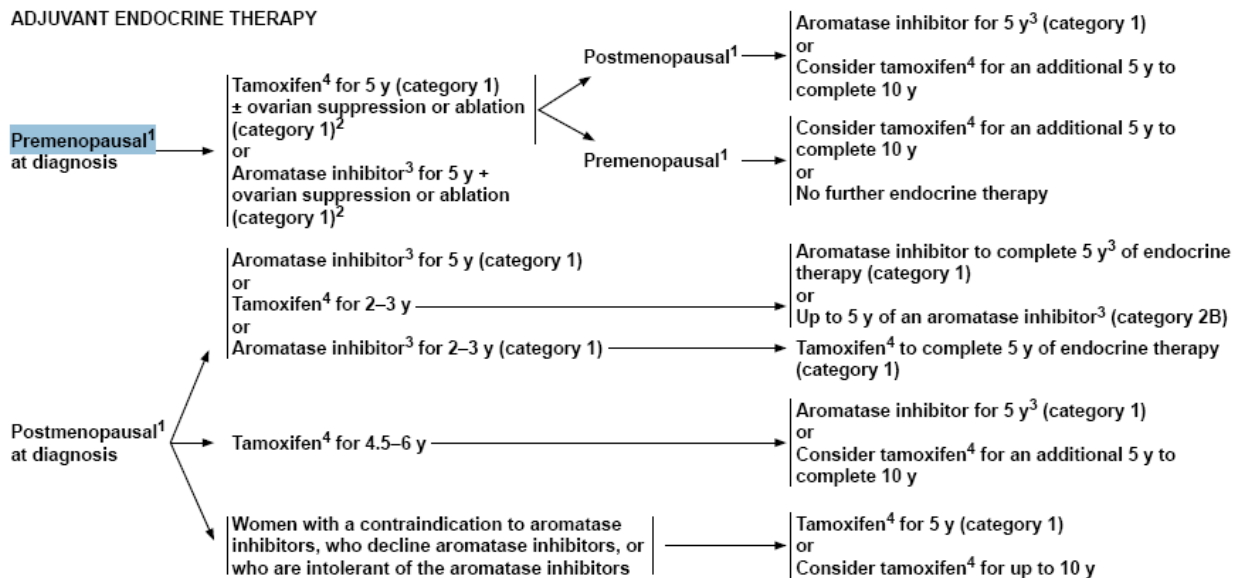 ADJUVANT ENDOCRINE THERAPY
Premenopausal¹
at diagnosis
Tamoxifen⁴ for 5 y (category 1)
± ovarian suppression or ablation
(category 1)²
or
Aromatase inhibitor³ for 5 y +
ovarian suppression or ablation
(category 1)²
Postmenopausal¹
Aromatase inhibitor for 5 y³ (category 1)
or
Consider tamoxifen⁴ for an additional 5 y to
complete 10 y
Premenopausal¹
Consider tamoxifen⁴ for an additional 5 y to
complete 10 y
or
No further endocrine therapy
Postmenopausal¹
at diagnosis
Aromatase inhibitor³ for 5 y (category 1)
or
Tamoxifen⁴ for 2–3 y
or
Aromatase inhibitor³ for 2–3 y (category 1)
Aromatase inhibitor to complete 5 y³ of endocrine
therapy (category 1)
or
Up to 5 y of an aromatase inhibitor³ (category 2B)
Tamoxifen⁴ to complete 5 y of endocrine therapy
(category 1)
Tamoxifen⁴ for 4.5–6 y
Aromatase inhibitor for 5 y³ (category 1)
or
Consider tamoxifen⁴ for an additional 5 y to
complete 10 y
Women with a contraindication to aromatase
inhibitors, who decline aromatase inhibitors, or
who are intolerant of the aromatase inhibitors
Tamoxifen⁴ for 5 y (category 1)
or
Consider tamoxifen⁴ for up to 10 y